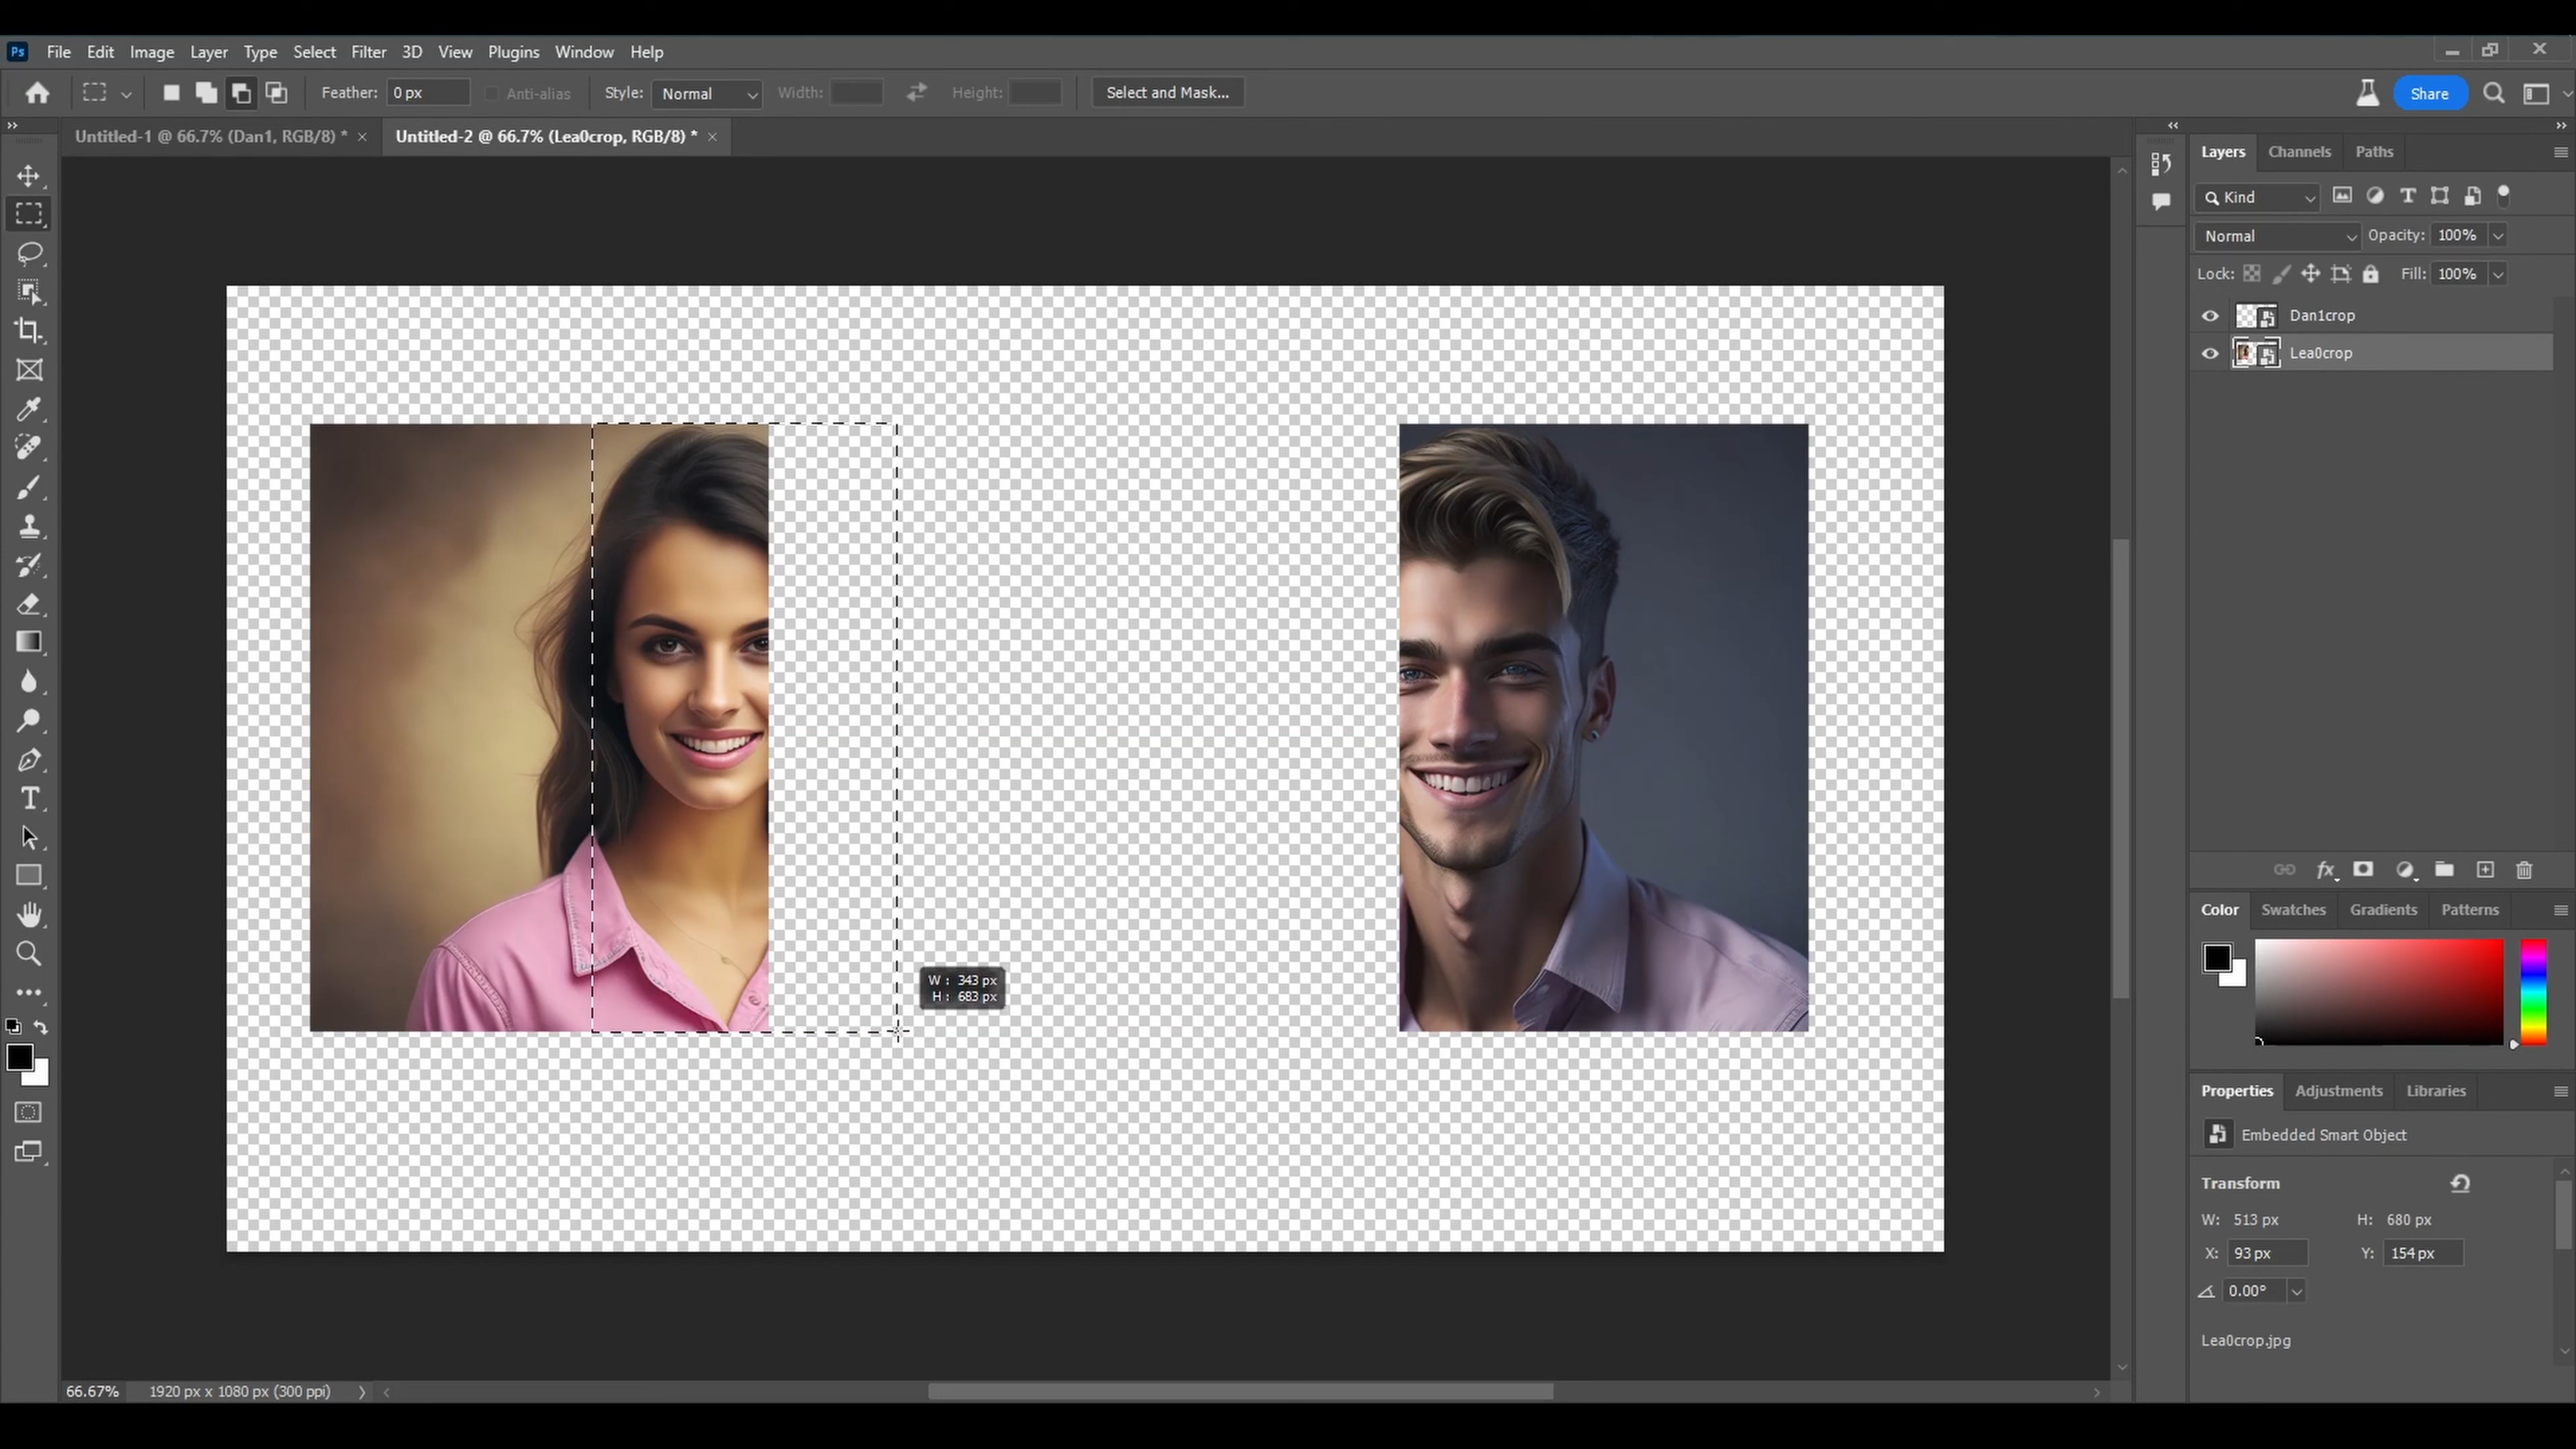 Ps File Edit Image Layer Type Select Filter 3D View Plugins Window Help
Feather: 0 px Anti-alias Style: Normal Width: Height: Select and Mask... Share
Untitled-1 @ 66.7% (Dan1, RGB/8) * × Untitled-2 @ 66.7% (Lea0crop, RGB/8) * ×
Layers Channels Paths
Kind
Normal Opacity: 100%
Lock: Fill: 100%
Dan1crop
Lea0crop
W : 343 px
H : 683 px
Color Swatches Gradients Patterns
Properties Adjustments Libraries
Embedded Smart Object
Transform
W: 513 px H: 680 px
X: 93 px Y: 154 px
0.00°
Lea0crop.jpg
66.67% 1920 px x 1080 px (300 ppi)